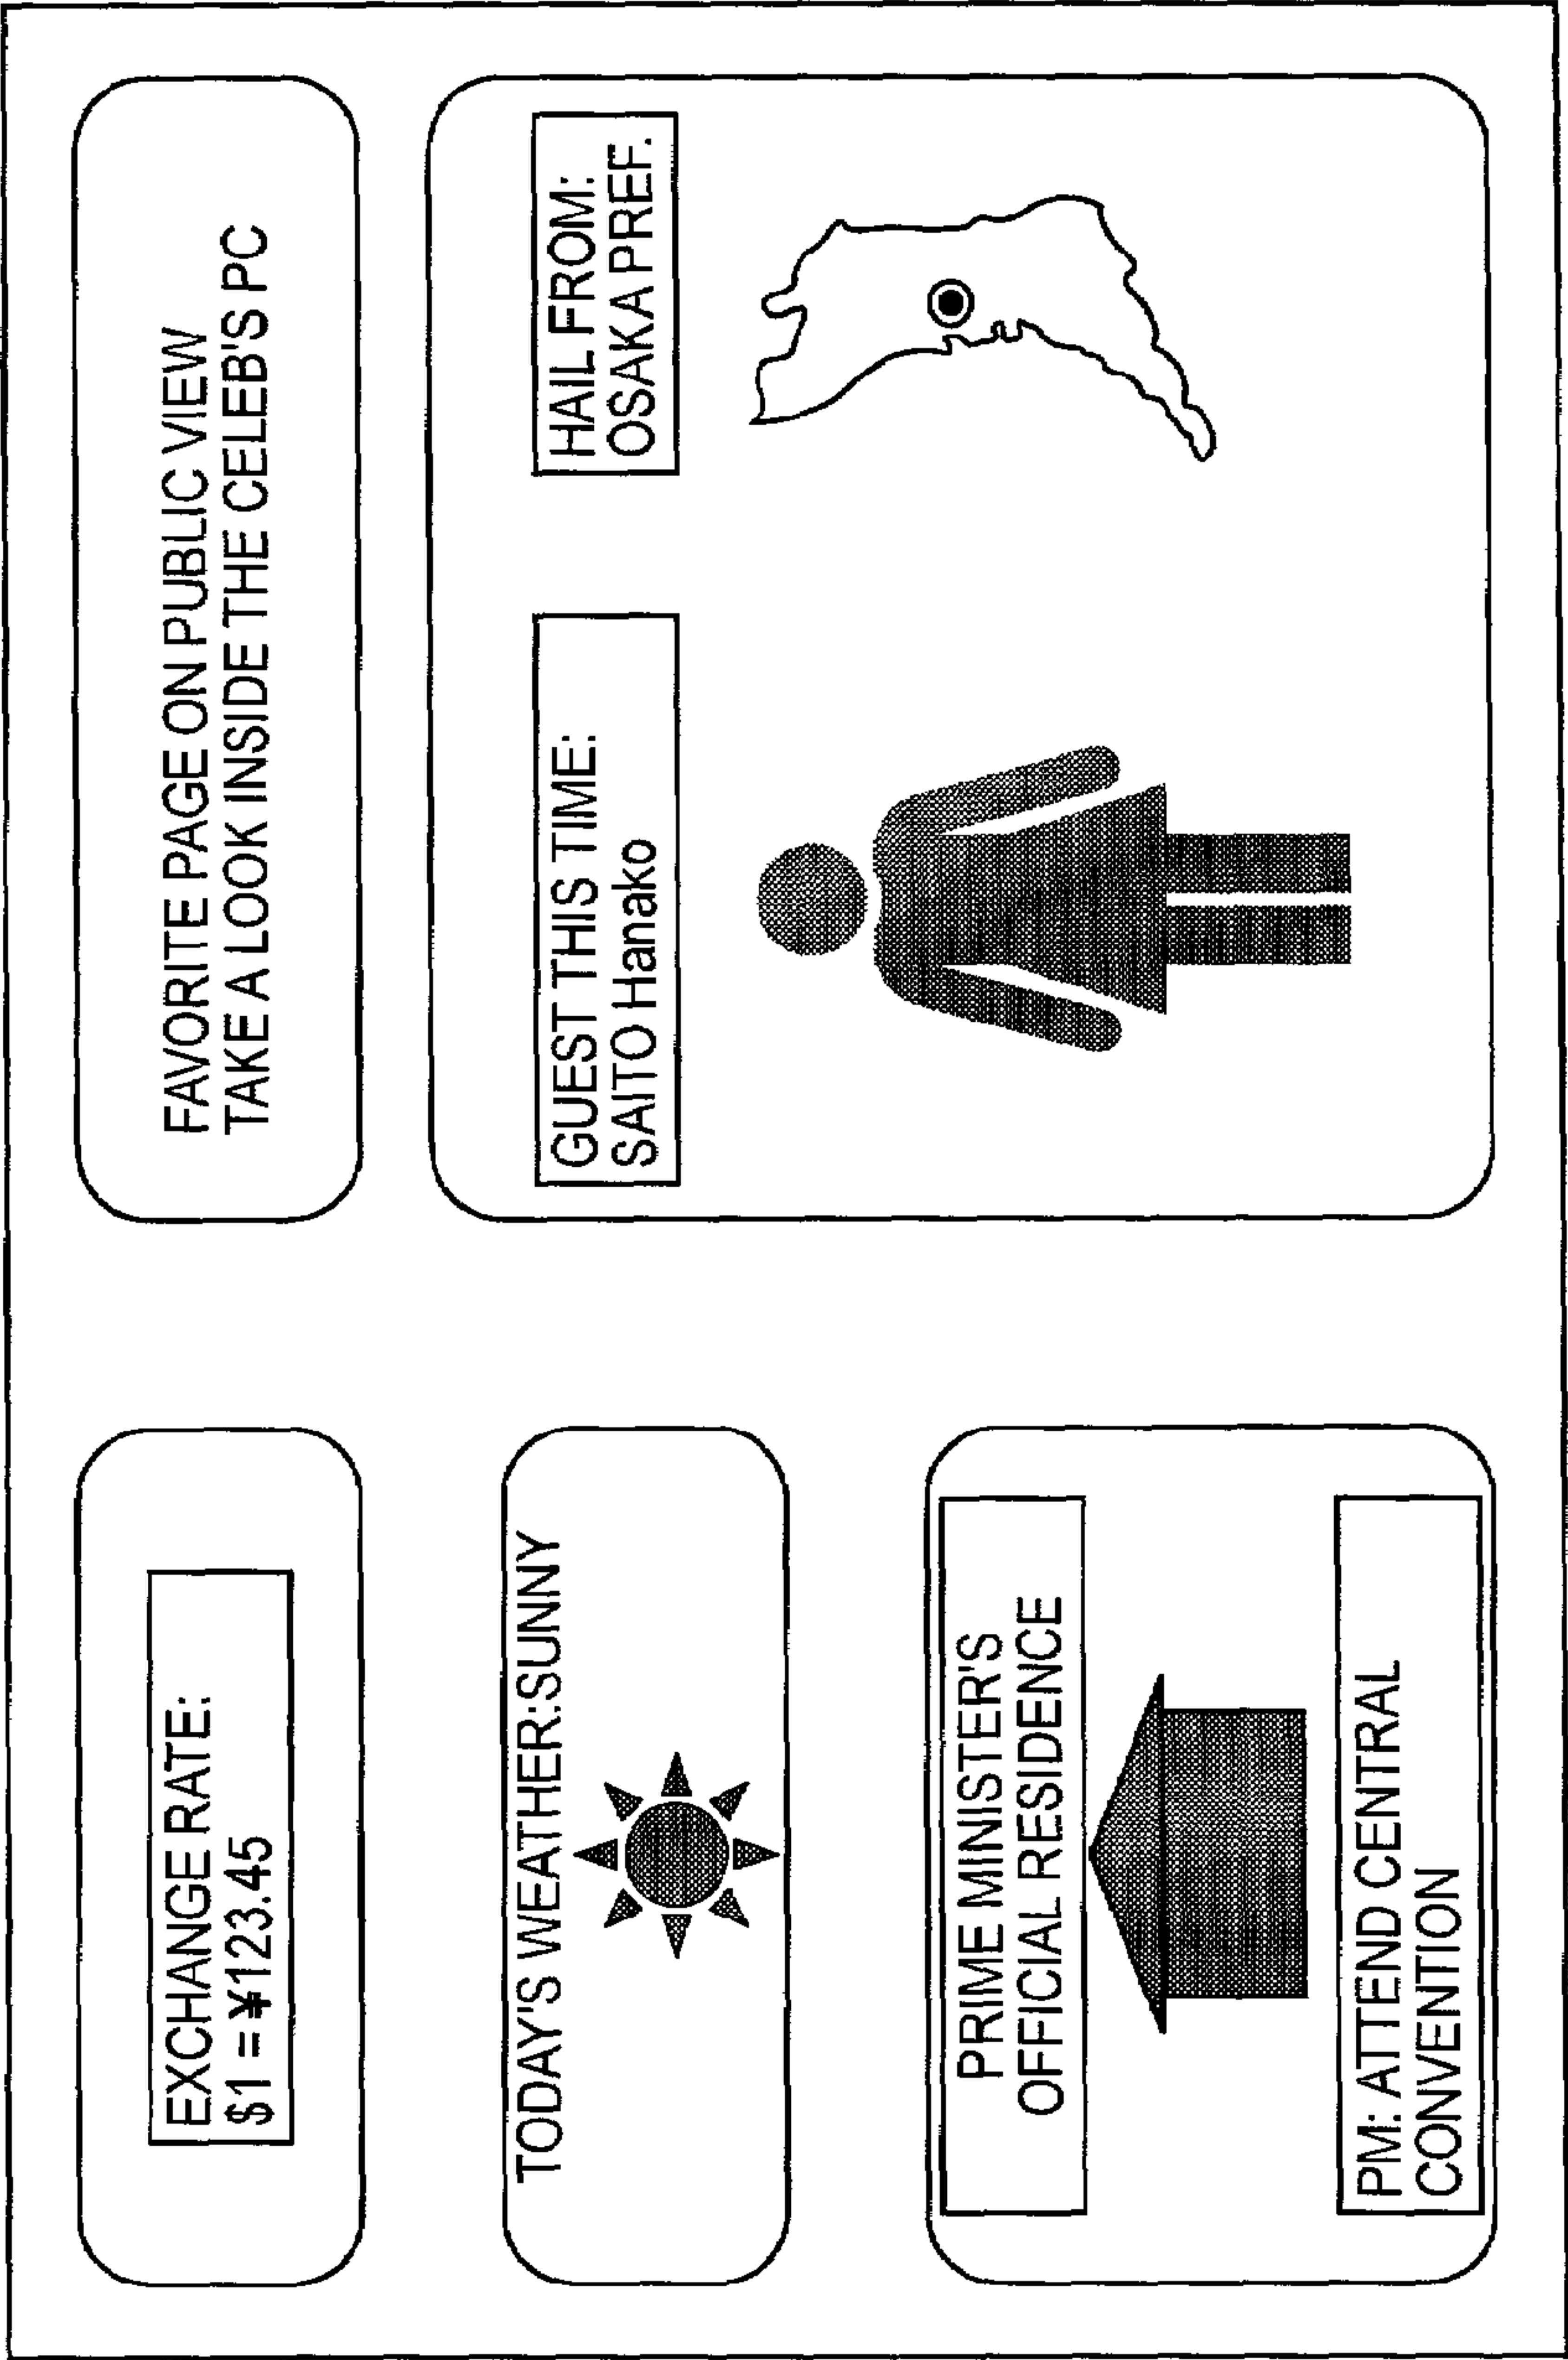 EXCHANGE RATE:
$1 = ¥123.45
TODAY'S WEATHER:SUNNY
PRIME MINISTER'S
OFFICIAL RESIDENCE
PM: ATTEND CENTRAL
CONVENTION
FAVORITE PAGE ON PUBLIC VIEW
TAKE A LOOK INSIDE THE CELEB'S PC
GUEST THIS TIME:
SAITO Hanako
HAIL FROM:
OSAKA PREF.